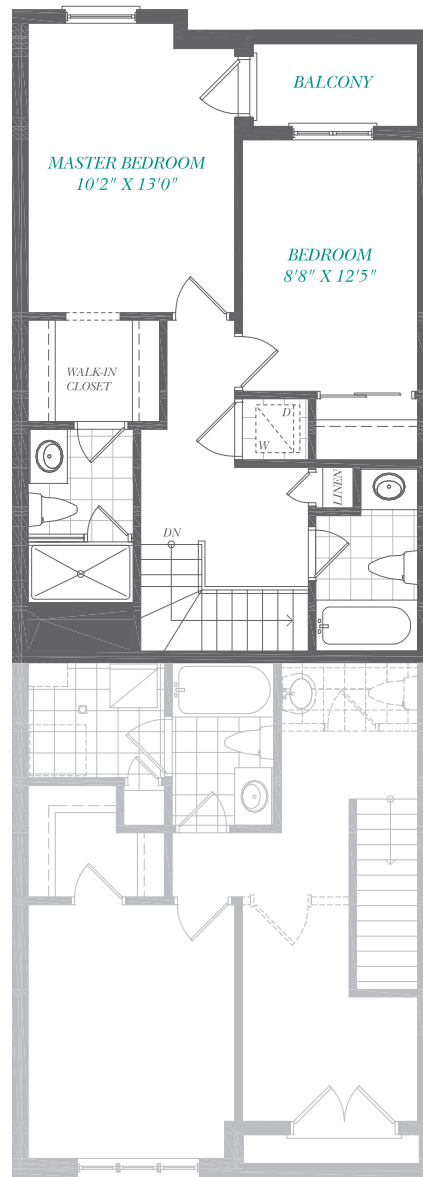 BALCONY
MASTER BEDROOM
10'2" X 13'0"
BEDROOM
8'8" X 12'5"
WALK-IN
CLOSET
D
W
LINEN
DN